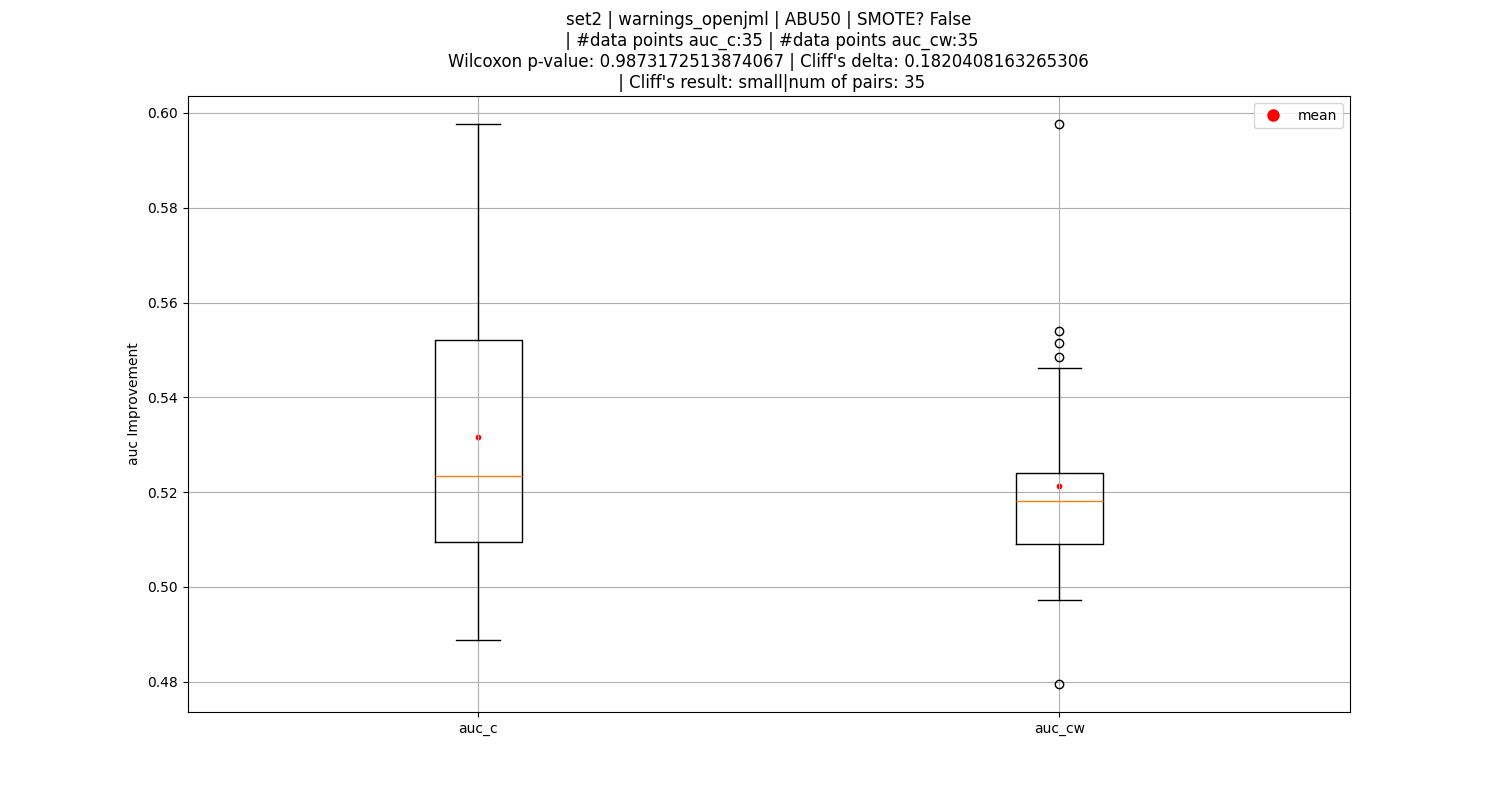 set2 | warnings_openjml | ABU50 | SMOTE? False
| #data points auc_c:35 | #data points auc_cw:35
Wilcoxon p-value: 0.9873172513874067 | Cliff's delta: 0.1820408163265306
| Cliff's result: small|num of pairs: 35
mean
0.60
0.58
0.56
0.54
0.52
0.50
0.48
auc Improvement
auc_c
auc_cw